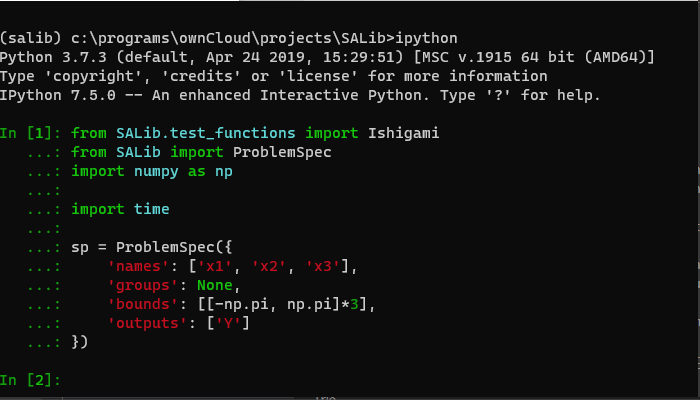 (salib) c:\programs\ownCloud\projects\SALib>ipython
Python 3.7.3 (default, Apr 24 2019, 15:29:51) [MSC v.1915 64 bit (AMD64)]
Type 'copyright', 'credits' or 'license' for more information
IPython 7.5.0 -- An enhanced Interactive Python. Type '?' for help.
In [1]: from SALib.test_functions import Ishigami
   ...: from SALib import ProblemSpec
   ...: import numpy as np
   ...:
   ...: import time
   ...:
   ...: sp = ProblemSpec({
   ...:     'names': ['x1', 'x2', 'x3'],
   ...:     'groups': None,
   ...:     'bounds': [[-np.pi, np.pi]*3],
   ...:     'outputs': ['Y']
   ...: })
In [2]: